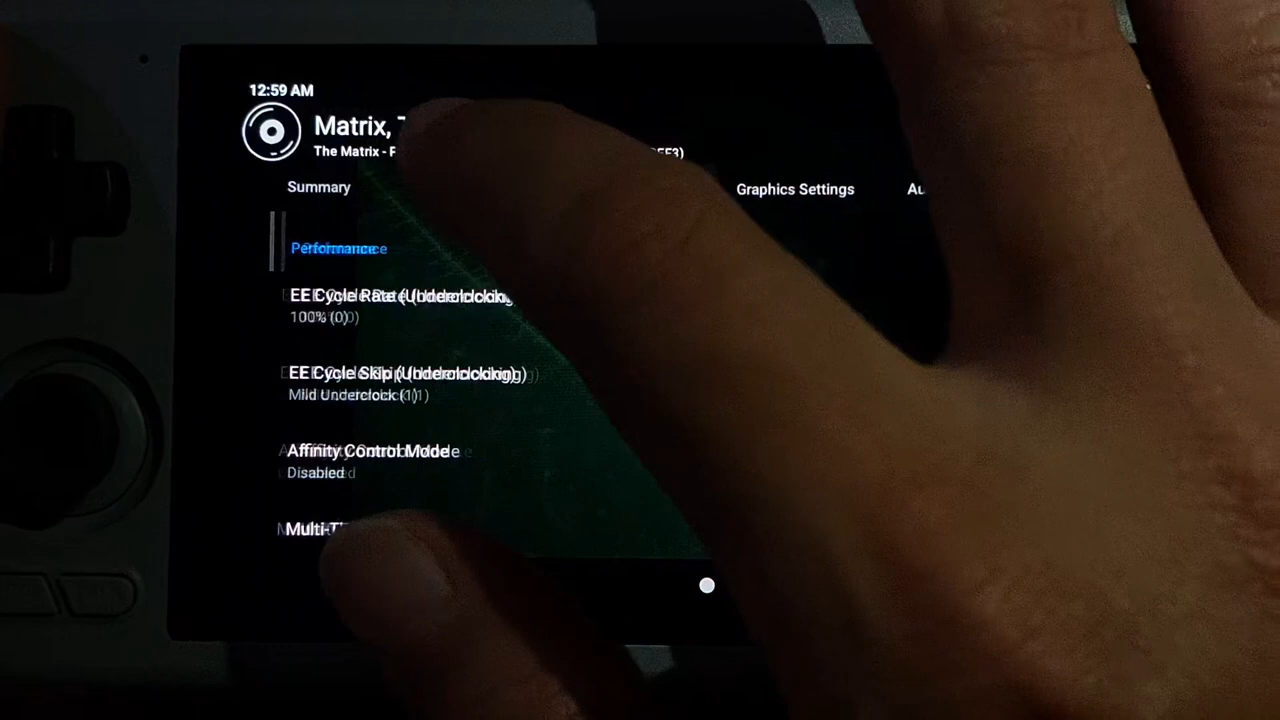 12:59 AM
Matrix,
The Matrix -
Summary
Graphics Settings
Performance
EE Cycle Rate (Underclocking
100% (0)
EE Cycle Skip (Underclocking)
Mild Underclock (1)
Affinity Control Mode
Disabled